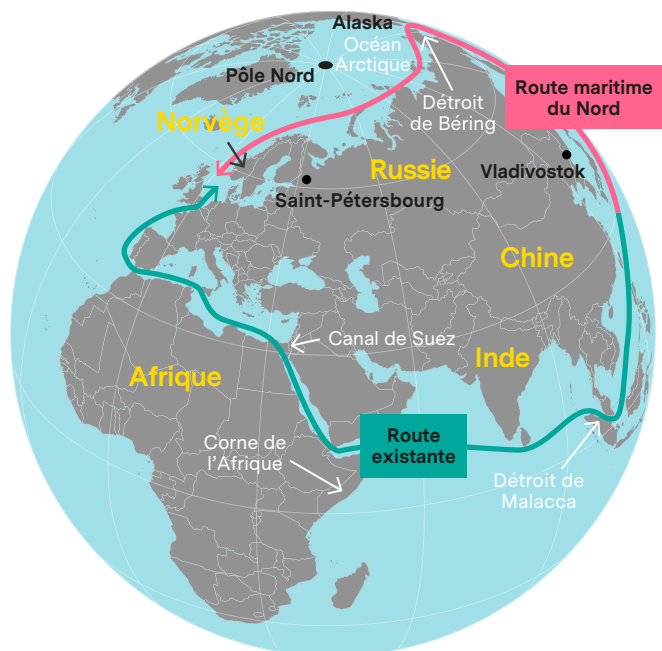 Alaska
Océan
Arctique
Pôle Nord
Route maritime
du Nord
Détroit
de Béring
Norvège
Russie
Vladivostok
Saint-Pétersbourg
Chine
Canal de Suez
Inde
Afrique
Route
existante
Corne de
l'Afrique
Détroit de
Malacca